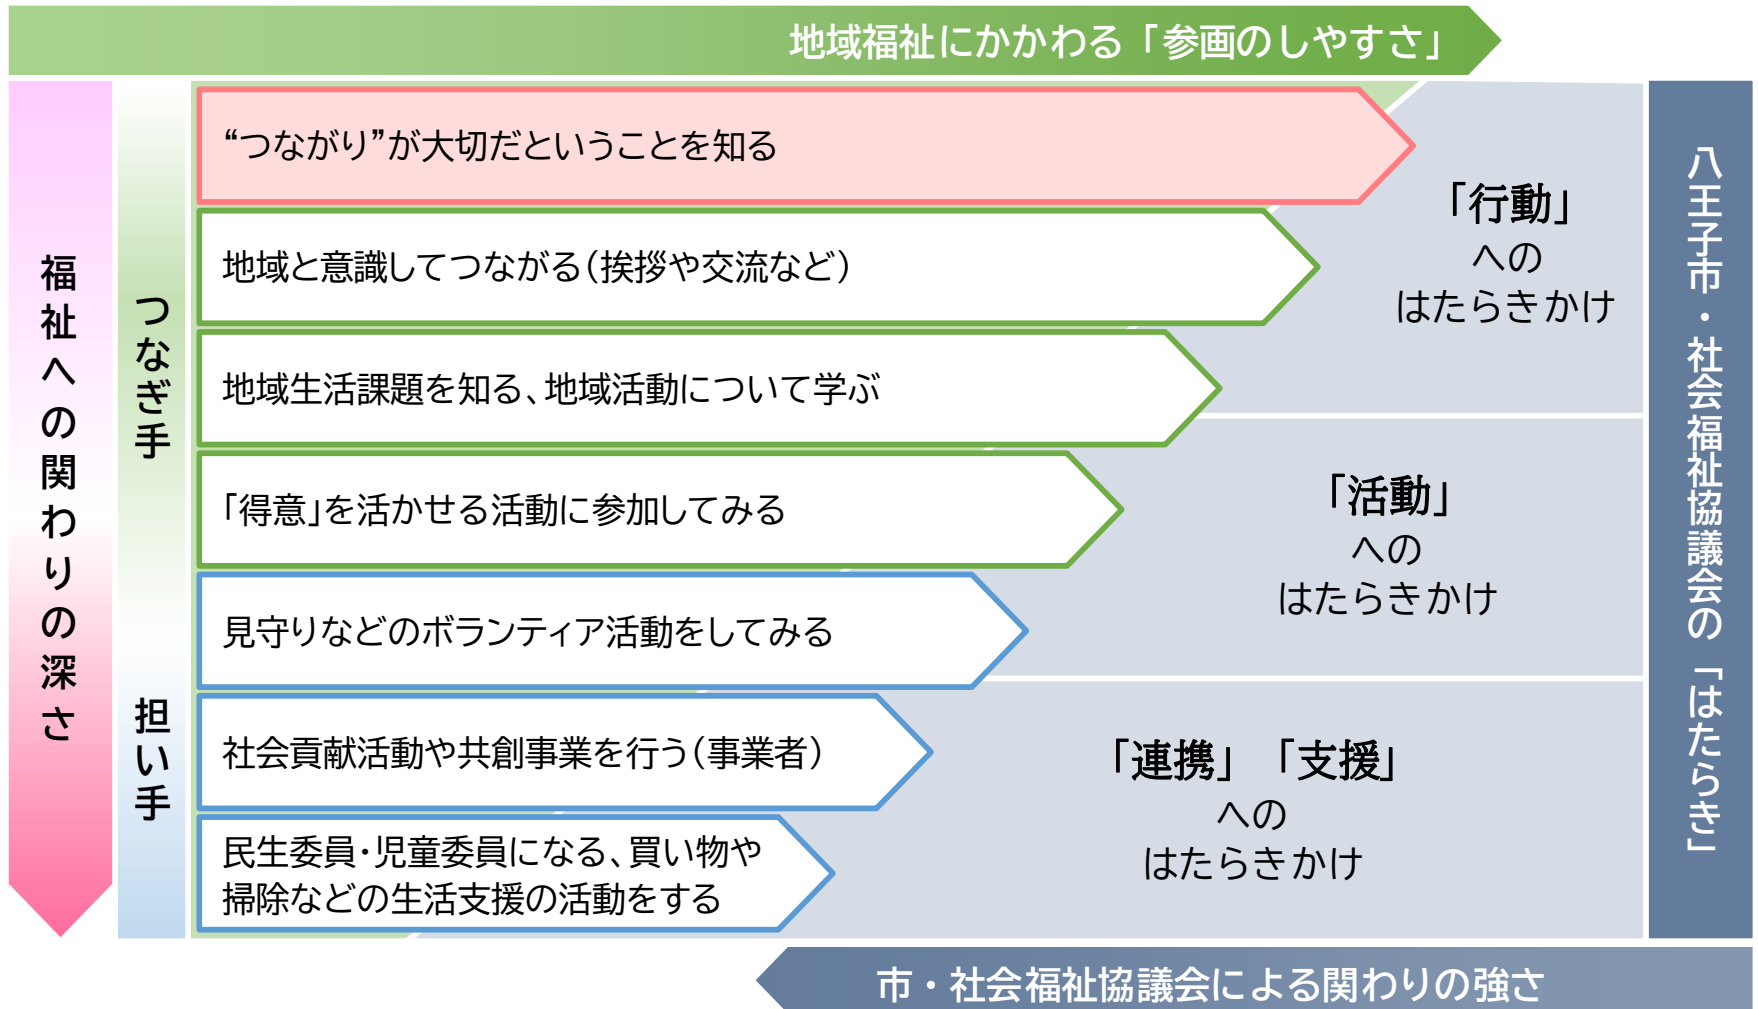 地域福祉にかかわる「参画のしやすさ」
福祉への関わりの深さ
つなぎ手
担い手
“つながり”が大切だということを知る
地域と意識してつながる（挨拶や交流など）
地域生活課題を知る、地域活動について学ぶ
「得意」を活かせる活動に参加してみる
見守りなどのボランティア活動をしてみる
社会貢献活動や共創事業を行う（事業者）
民生委員・児童委員になる、買い物や
掃除などの生活支援の活動をする
「行動」
への
はたらきかけ
「活動」
への
はたらきかけ
「連携」「支援」
への
はたらきかけ
八王子市・社会福祉協議会の「はたらき」
市・社会福祉協議会による関わりの強さ